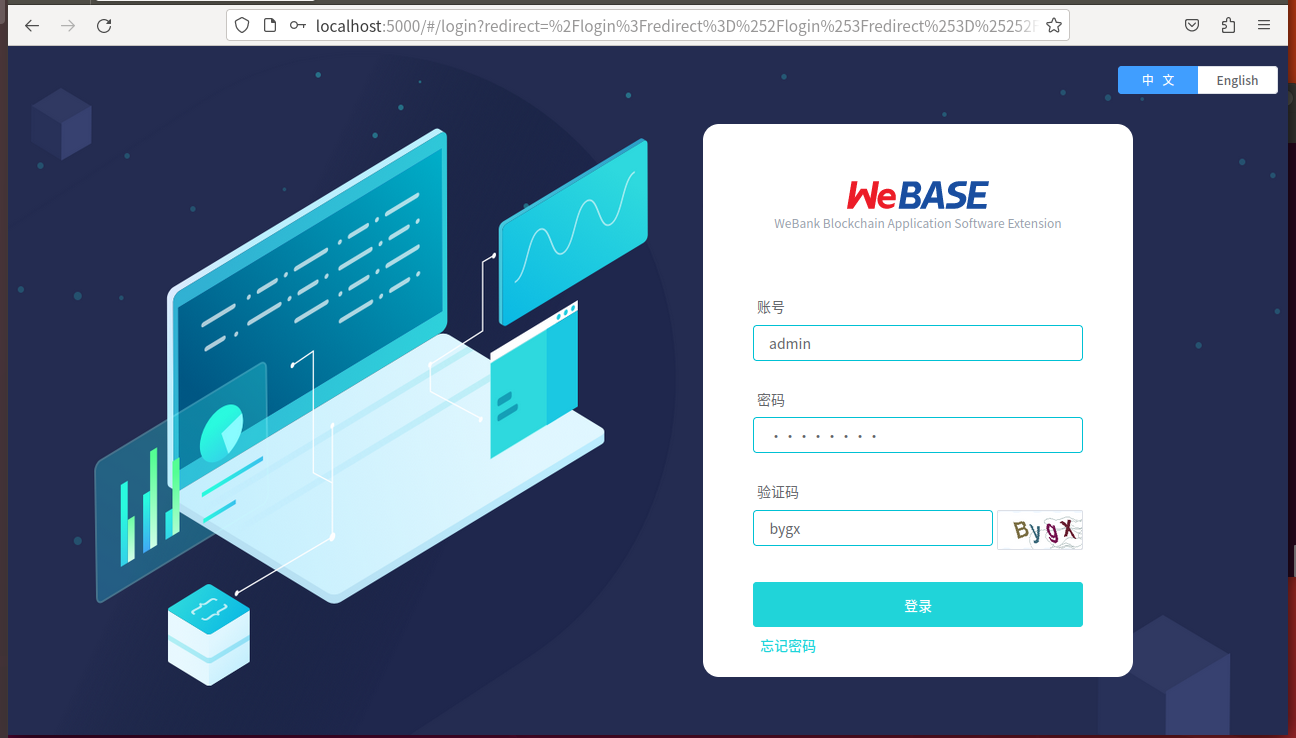 localhost:5000/#/login?redirect=%2Flogin%3Fredirect%3D%252Flogin%253Fredirect%253D%25252F
中 文
English
WeBASE
WeBank Blockchain Application Software Extension
账号
admin
密码
验证码
bygx
BygX
登录
忘记密码